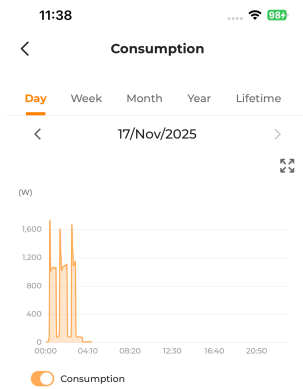 11:38
98
Consumption
Day Week Month Year Lifetime
17/Nov/2025
(W)
1,600
1,200
800
400
0
00:00 04:10 08:20 12:30 16:40 20:50
Consumption